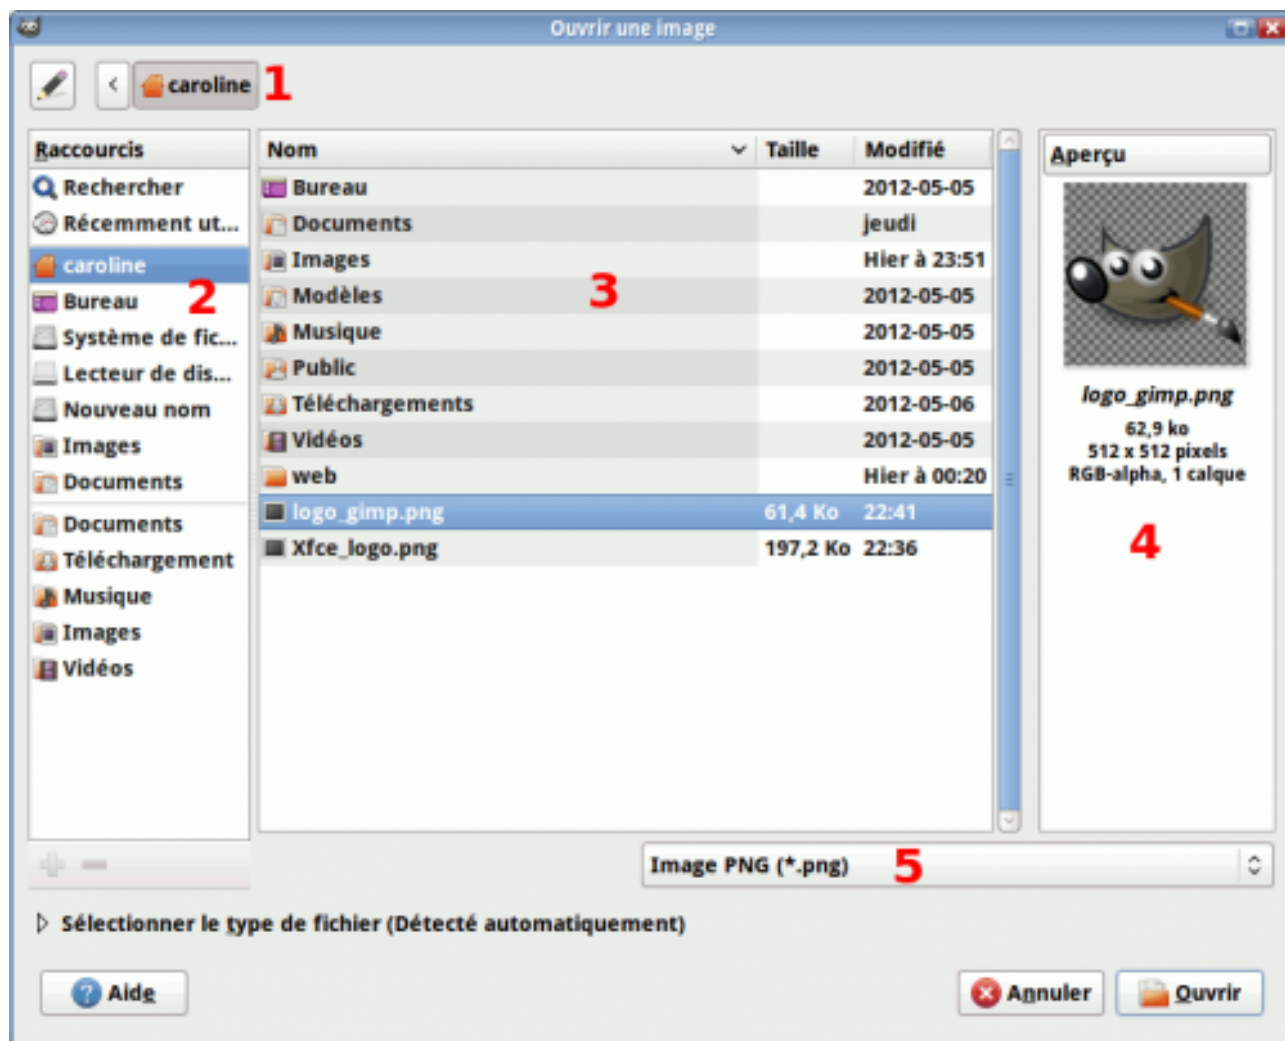 Ouvrir une image
caroline 1
Raccourcis
Rechercher
Récemment ut...
caroline
2
Bureau
Système de fic...
Lecteur de dis...
Nouveau nom
Images
Documents
Documents
Téléchargement
Musique
Images
Vidéos
Nom Taille Modifié
Bureau 2012-05-05
Documents jeudi
Images Hier à 23:51
3
Modèles 2012-05-05
Musique 2012-05-05
Public 2012-05-05
Téléchargements 2012-05-06
Vidéos 2012-05-05
web Hier à 00:20
logo_gimp.png 61,4 Ko 22:41
Xfce_logo.png 197,2 Ko 22:36
Aperçu
logo_gimp.png
62,9 ko
512 x 512 pixels
RGB-alpha, 1 calque
4
Image PNG (*.png) 5
Sélectionner le type de fichier (Détecté automatiquement)
Aide
Annuler
Ouvrir